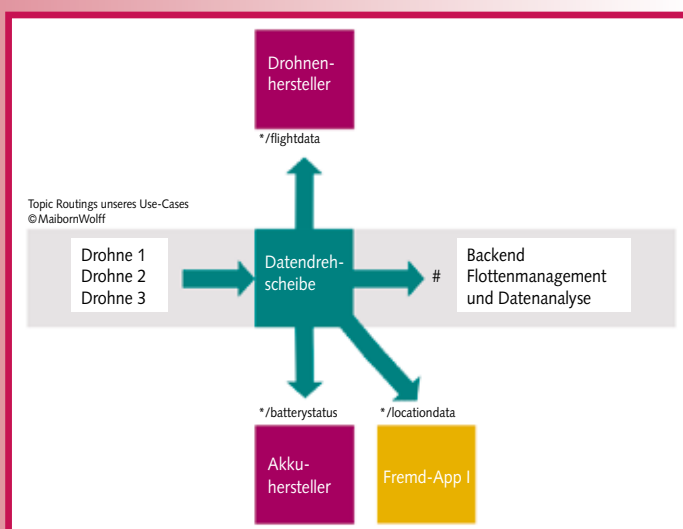 Drohnen-
hersteller
*/flightdata
Topic Routings unseres Use-Cases
©MaibornWolff
Drohne 1
Drohne 2
Drohne 3
Datendreh-
scheibe
#
Backend
Flottenmanagement
und Datenanalyse
*/batterystatus
*/locationdata
Akku-
hersteller
Fremd-App I